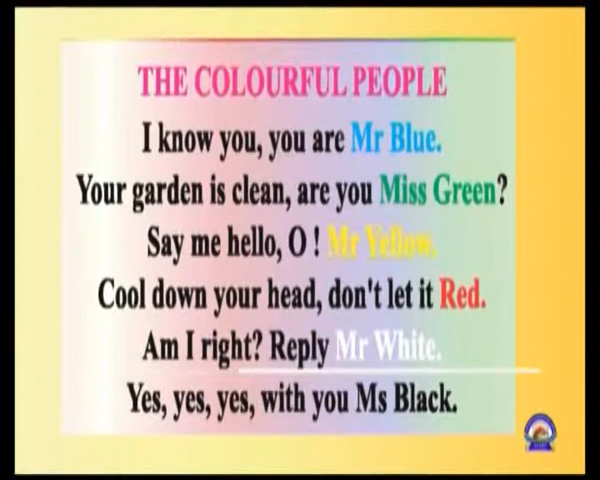 THE COLOURFUL PEOPLE
I know you, you are Mr Blue.
Your garden is clean, are you Miss Green?
Say me hello, O ! Mr Yellow.
Cool down your head, don't let it Red.
Am I right? Reply Mr White.
Yes, yes, yes, with you Ms Black.